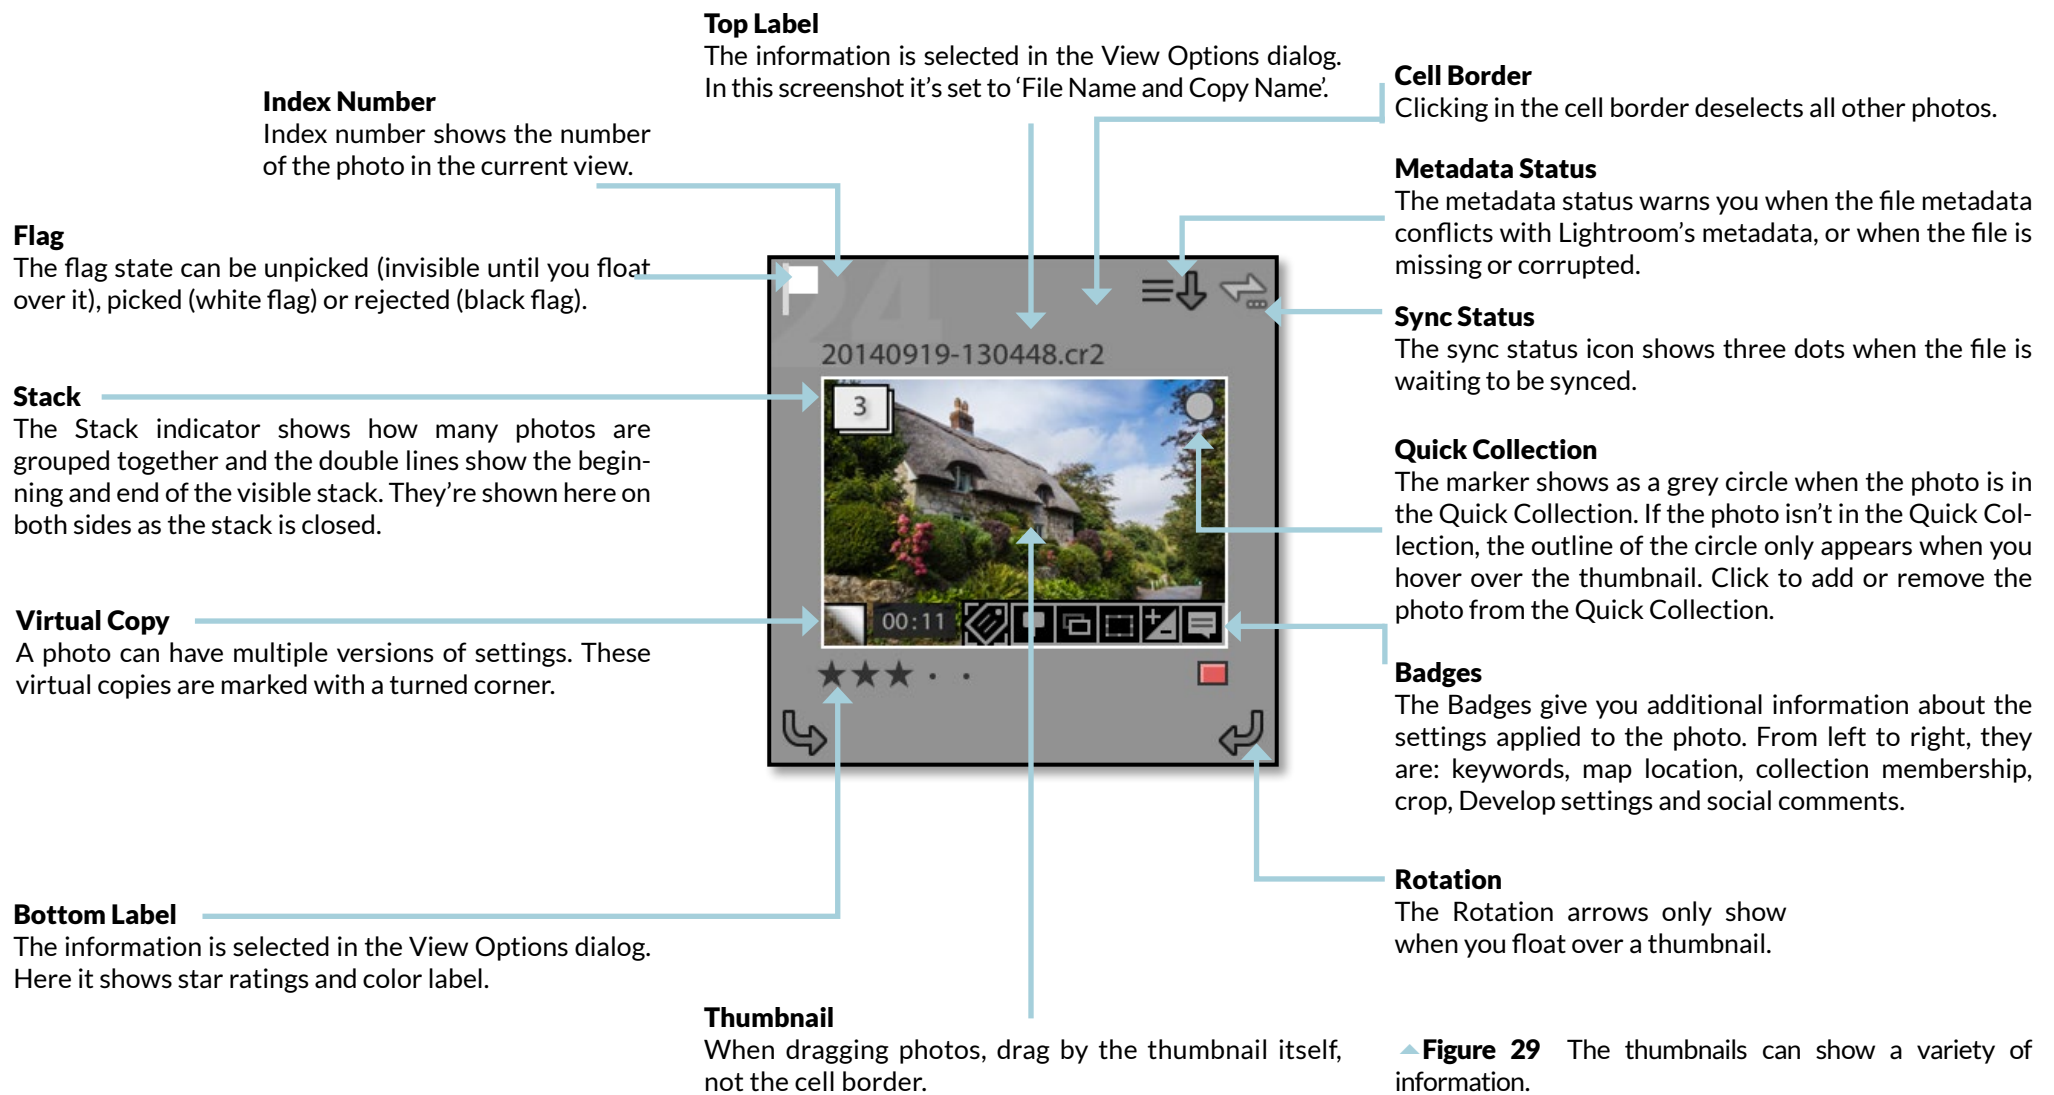 Top Label
The information is selected in the View Options dialog.
In this screenshot it’s set to ‘File Name and Copy Name’.
Index Number
Index number shows the number
of the photo in the current view.
Flag
The flag state can be unpicked (invisible until you float
over it), picked (white flag) or rejected (black flag).
Stack
The Stack indicator shows how many photos are
grouped together and the double lines show the begin-
ning and end of the visible stack. They’re shown here on
both sides as the stack is closed.
Virtual Copy
A photo can have multiple versions of settings. These
virtual copies are marked with a turned corner.
Bottom Label
The information is selected in the View Options dialog.
Here it shows star ratings and color label.
24
20140919-130448.cr2
3
00:11
Thumbnail
When dragging photos, drag by the thumbnail itself,
not the cell border.
Cell Border
Clicking in the cell border deselects all other photos.
Metadata Status
The metadata status warns you when the file metadata
conflicts with Lightroom’s metadata, or when the file is
missing or corrupted.
Sync Status
The sync status icon shows three dots when the file is
waiting to be synced.
Quick Collection
The marker shows as a grey circle when the photo is in
the Quick Collection. If the photo isn’t in the Quick Col-
lection, the outline of the circle only appears when you
hover over the thumbnail. Click to add or remove the
photo from the Quick Collection.
Badges
The Badges give you additional information about the
settings applied to the photo. From left to right, they
are: keywords, map location, collection membership,
crop, Develop settings and social comments.
Rotation
The Rotation arrows only show
when you float over a thumbnail.
Figure 29 The thumbnails can show a variety of
information.